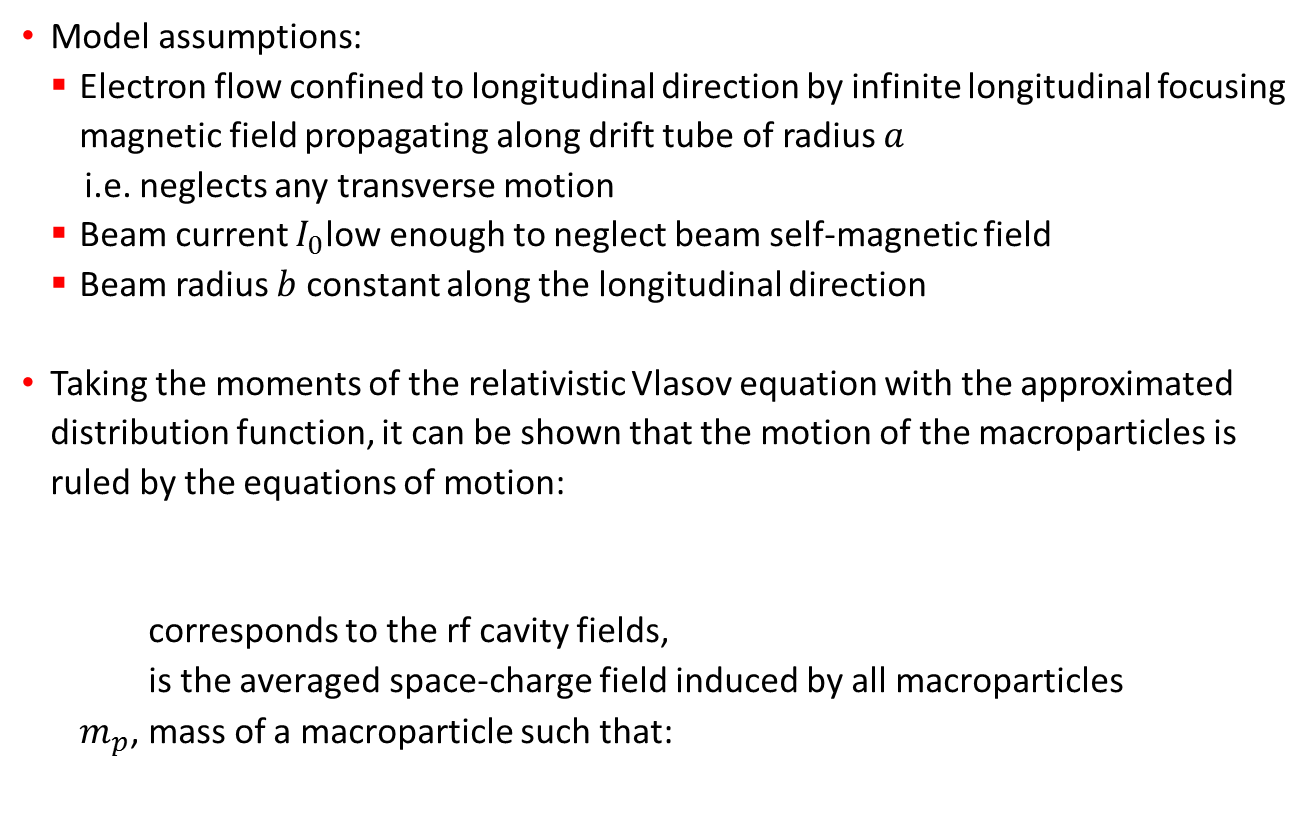 • Model assumptions:
▪ Electron flow confined to longitudinal direction by infinite longitudinal focusing
magnetic field propagating along drift tube of radius 𝑎
i.e. neglects any transverse motion
▪ Beam current 𝐼₀ low enough to neglect beam self-magnetic field
▪ Beam radius 𝑏 constant along the longitudinal direction
• Taking the moments of the relativistic Vlasov equation with the approximated
distribution function, it can be shown that the motion of the macroparticles is
ruled by the equations of motion:
corresponds to the rf cavity fields,
is the averaged space-charge field induced by all macroparticles
𝑚ₚ, mass of a macroparticle such that: